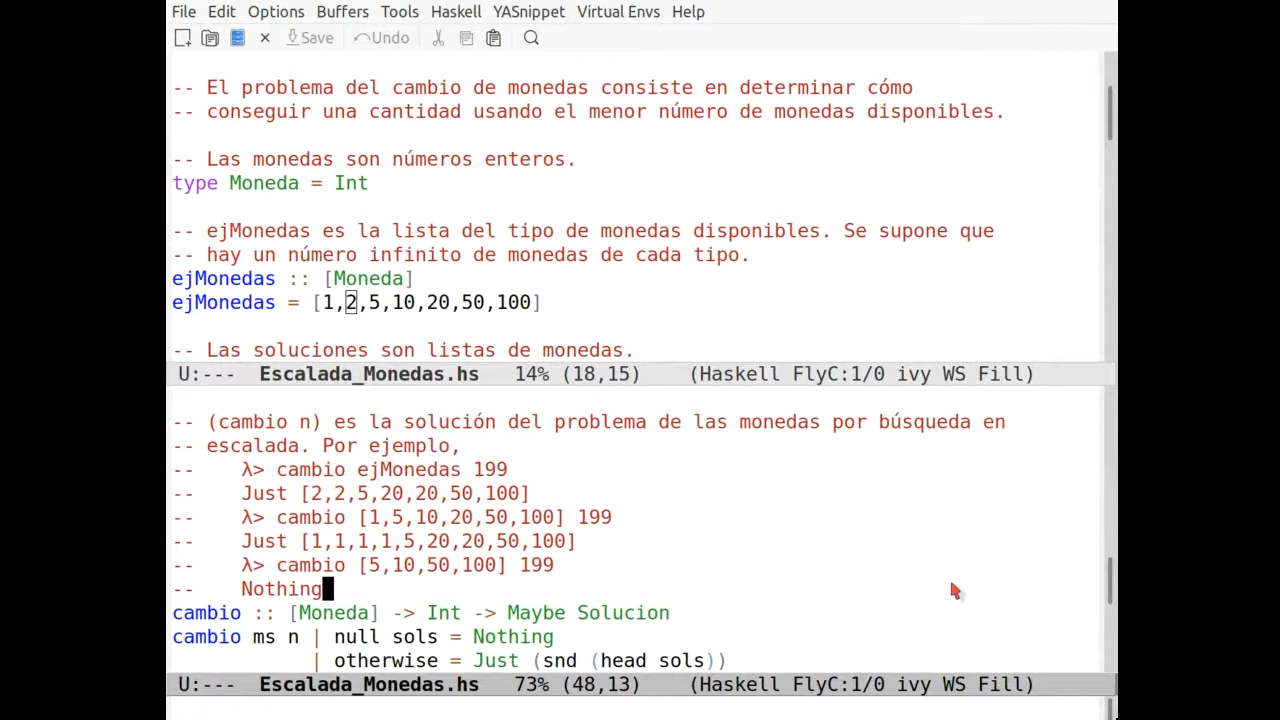 File Edit Options Buffers Tools Haskell YASnippet Virtual Envs Help
Save Undo
-- El problema del cambio de monedas consiste en determinar cómo
-- conseguir una cantidad usando el menor número de monedas disponibles.
-- Las monedas son números enteros.
type Moneda = Int
-- ejMonedas es la lista del tipo de monedas disponibles. Se supone que
-- hay un número infinito de monedas de cada tipo.
ejMonedas :: [Moneda]
ejMonedas = [1,2,5,10,20,50,100]
-- Las soluciones son listas de monedas.
U:--- Escalada_Monedas.hs 14% (18,15) (Haskell FlyC:1/0 ivy WS Fill)
-- (cambio n) es la solución del problema de las monedas por búsqueda en
-- escalada. Por ejemplo,
-- λ> cambio ejMonedas 199
-- Just [2,2,5,20,20,50,100]
-- λ> cambio [1,5,10,20,50,100] 199
-- Just [1,1,1,1,5,20,20,50,100]
-- λ> cambio [5,10,50,100] 199
-- Nothing
cambio :: [Moneda] -> Int -> Maybe Solucion
cambio ms n | null sols = Nothing
| otherwise = Just (snd (head sols))
U:--- Escalada_Monedas.hs 73% (48,13) (Haskell FlyC:1/0 ivy WS Fill)